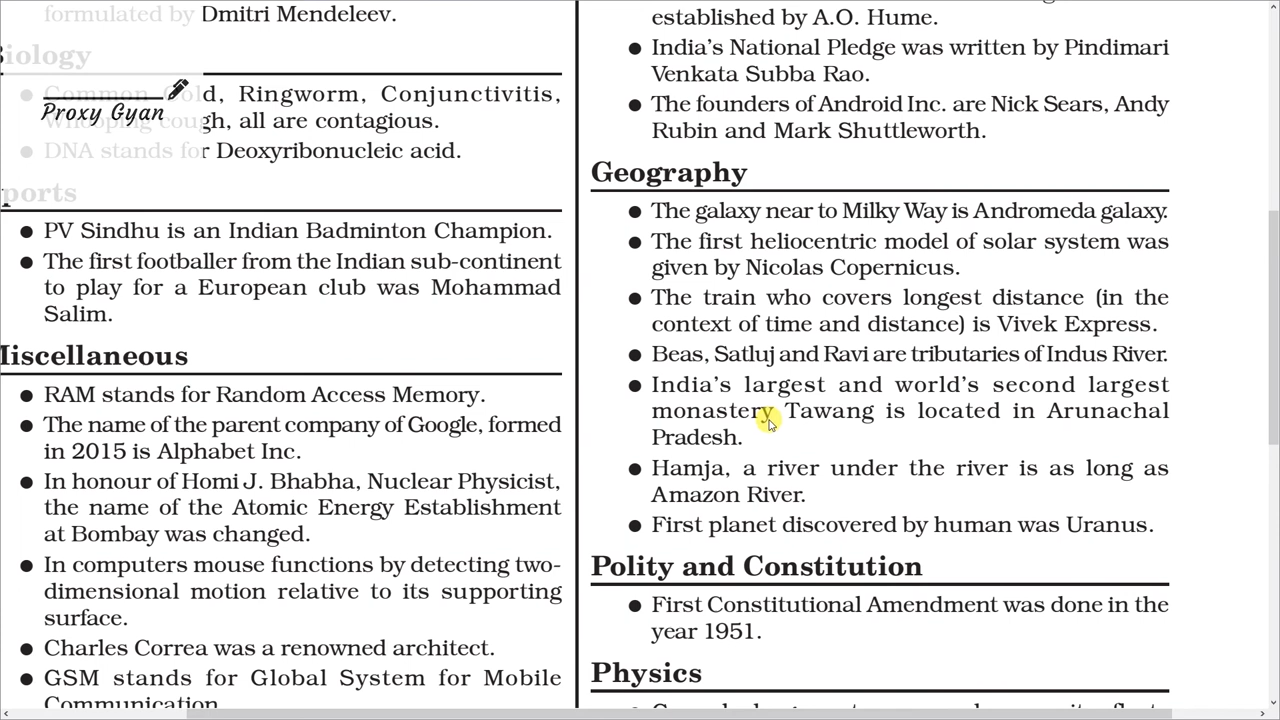 formulated by Dmitri Mendeleev.
iology
Common Cold, Ringworm, Conjunctivitis,
Whooping cough, all are contagious.
Proxy Gyan
● DNA stands for Deoxyribonucleic acid.
ports
● PV Sindhu is an Indian Badminton Champion.
● The first footballer from the Indian sub-continent
to play for a European club was Mohammad
Salim.
Miscellaneous
● RAM stands for Random Access Memory.
● The name of the parent company of Google, formed
in 2015 is Alphabet Inc.
● In honour of Homi J. Bhabha, Nuclear Physicist,
the name of the Atomic Energy Establishment
at Bombay was changed.
● In computers mouse functions by detecting two-
dimensional motion relative to its supporting
surface.
● Charles Correa was a renowned architect.
● GSM stands for Global System for Mobile
Communication
established by A.O. Hume.
● India's National Pledge was written by Pindimari
Venkata Subba Rao.
● The founders of Android Inc. are Nick Sears, Andy
Rubin and Mark Shuttleworth.
Geography
● The galaxy near to Milky Way is Andromeda galaxy.
● The first heliocentric model of solar system was
given by Nicolas Copernicus.
● The train who covers longest distance (in the
context of time and distance) is Vivek Express.
● Beas, Satluj and Ravi are tributaries of Indus River.
● India's largest and world's second largest
monastery Tawang is located in Arunachal
Pradesh.
● Hamja, a river under the river is as long as
Amazon River.
● First planet discovered by human was Uranus.
Polity and Constitution
● First Constitutional Amendment was done in the
year 1951.
Physics